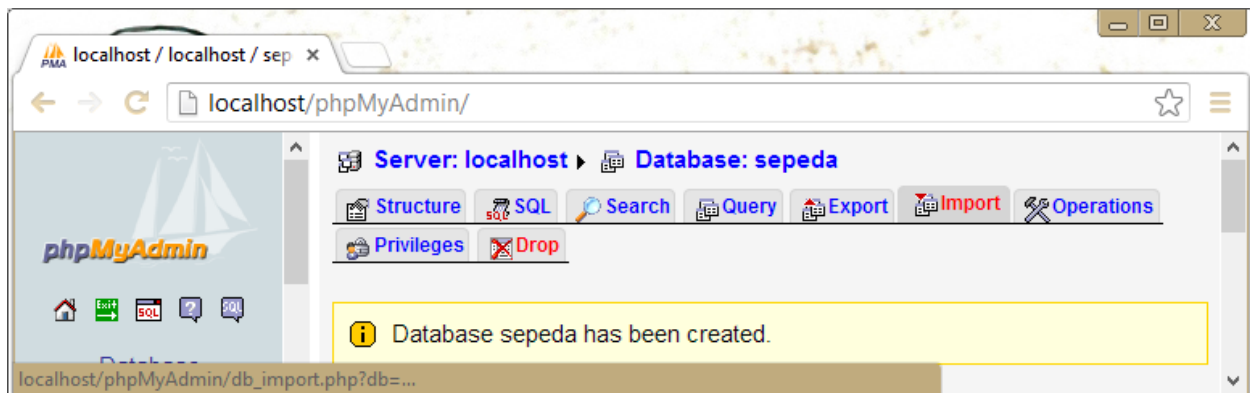 localhost / localhost / sep
localhost/phpMyAdmin/
Server: localhost Database: sepeda
Structure SQL Search Query Export Import Operations
Privileges Drop
phpMyAdmin
Database sepeda has been created.
Database
localhost/phpMyAdmin/db_import.php?db=...